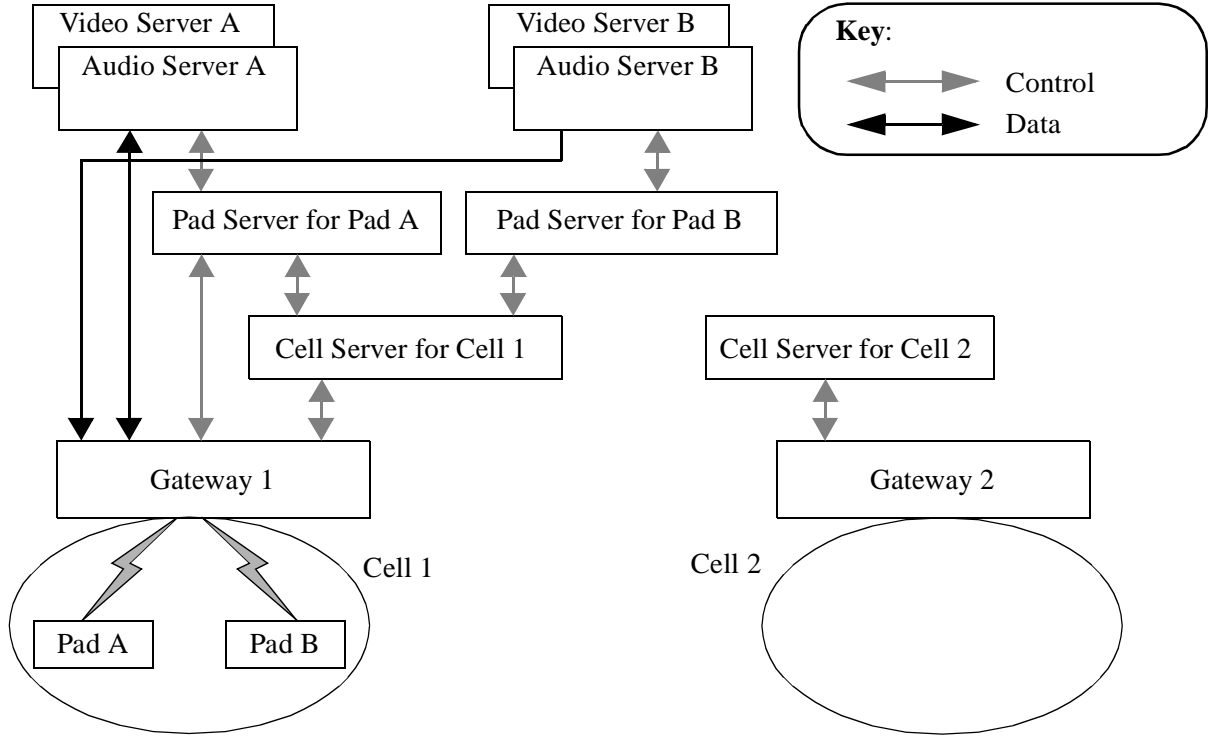 Video Server A
Audio Server A
Video Server B
Audio Server B
Key:
Control
Data
Pad Server for Pad A
Pad Server for Pad B
Cell Server for Cell 1
Cell Server for Cell 2
Gateway 1
Gateway 2
Cell 1
Cell 2
Pad A
Pad B